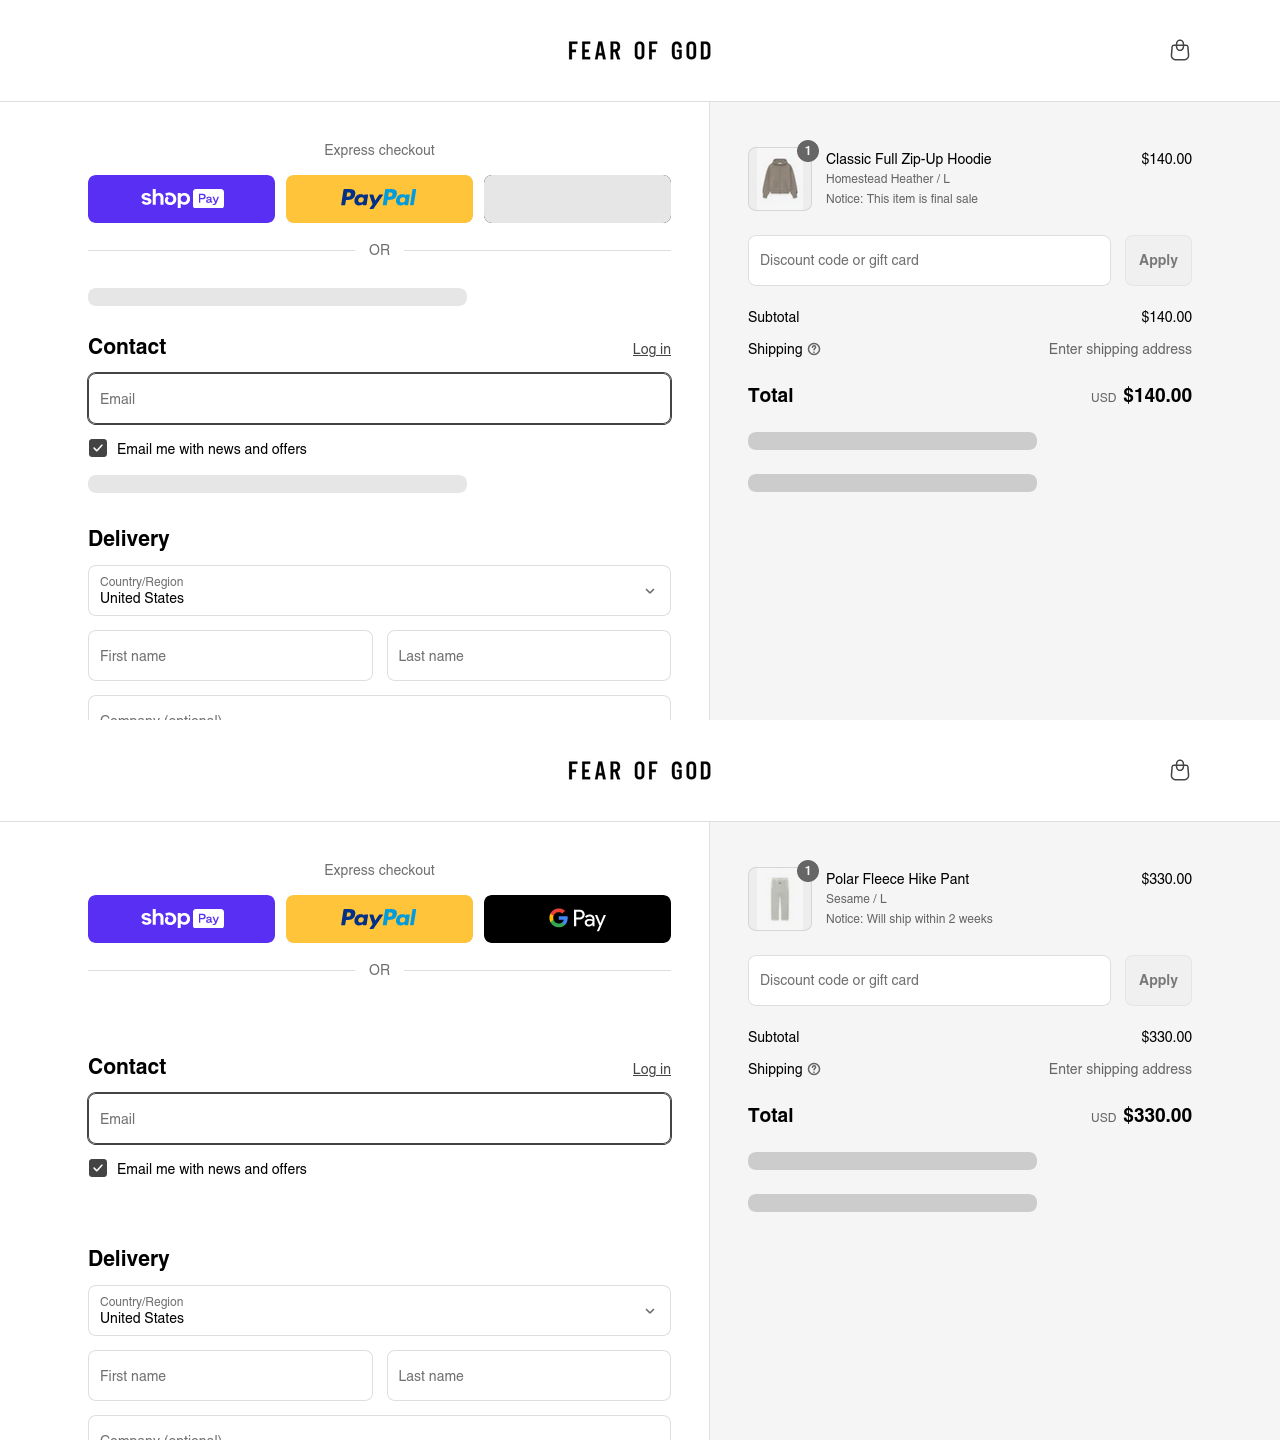 FEAR OF GOD
Express checkout
shop Pay
PayPal
OR
Contact
Log in
Email
Email me with news and offers
Delivery
Country/Region
United States
First name
Last name
Company (optional)
1
Classic Full Zip-Up Hoodie
$140.00
Homestead Heather / L
Notice: This item is final sale
Discount code or gift card
Apply
Subtotal
$140.00
Shipping
Enter shipping address
Total
USD $140.00
FEAR OF GOD
Express checkout
shop Pay
PayPal
G Pay
OR
Contact
Log in
Email
Email me with news and offers
Delivery
Country/Region
United States
First name
Last name
Company (optional)
1
Polar Fleece Hike Pant
$330.00
Sesame / L
Notice: Will ship within 2 weeks
Discount code or gift card
Apply
Subtotal
$330.00
Shipping
Enter shipping address
Total
USD $330.00